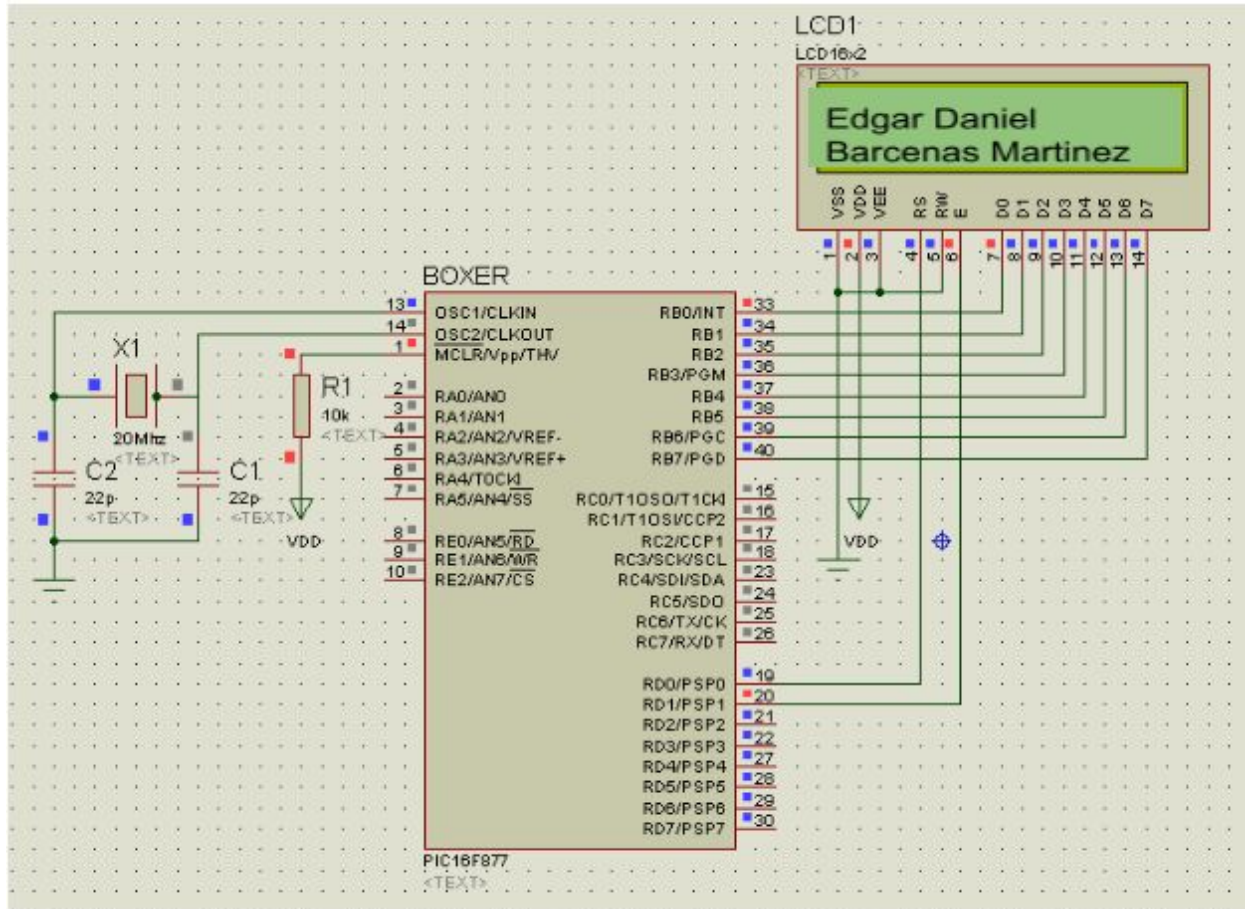 LCD1
LCD16x2
<TEXT>
Edgar Daniel
Barcenas Martinez
VSS VDD VEE RS RW E D0 D1 D2 D3 D4 D5 D6 D7
1 2 3 4 5 6 7 8 9 10 11 12 13 14
BOXER
13 OSC1/CLKIN
14 OSC2/CLKOUT
1 MCLR/Vpp/THV
2 RA0/AN0
3 RA1/AN1
4 RA2/AN2/VREF-
5 RA3/AN3/VREF+
6 RA4/T0CKI
7 RA5/AN4/SS
8 RE0/AN5/RD
9 RE1/AN6/WR
10 RE2/AN7/CS
RB0/INT 33
RB1 34
RB2 35
RB3/PGM 36
RB4 37
RB5 38
RB6/PGC 39
RB7/PGD 40
RC0/T1OSO/T1CKI 15
RC1/T1OSI/CCP2 16
RC2/CCP1 17
RC3/SCK/SCL 18
RC4/SDI/SDA 23
RC5/SDO 24
RC6/TX/CK 25
RC7/RX/DT 26
RD0/PSP0 19
RD1/PSP1 20
RD2/PSP2 21
RD3/PSP3 22
RD4/PSP4 27
RD5/PSP5 28
RD6/PSP6 29
RD7/PSP7 30
PIC16F877
<TEXT>
X1
20Mhz
<TEXT>
C2
22p
<TEXT>
C1
22p
<TEXT>
R1
10k
<TEXT>
VDD
VDD